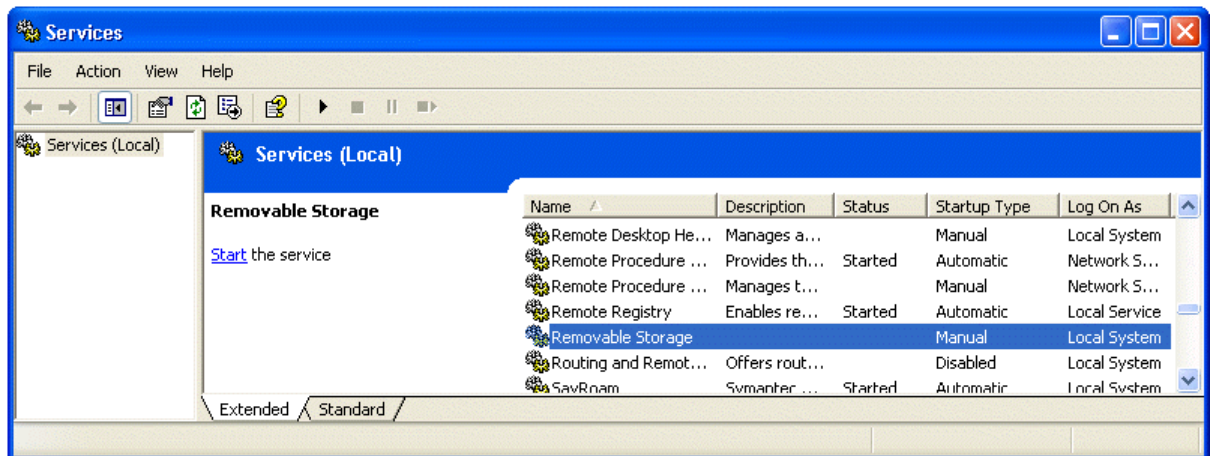 Services
File Action View Help
Services (Local)
Services (Local)
Removable Storage
Start the service
Name Description Status Startup Type Log On As
Remote Desktop He... Manages a... Manual Local System
Remote Procedure ... Provides th... Started Automatic Network S...
Remote Procedure ... Manages t... Manual Network S...
Remote Registry Enables re... Started Automatic Local Service
Removable Storage Manual Local System
Routing and Remot... Offers rout... Disabled Local System
SavRoam Symantec ... Started Automatic Local System
Extended Standard